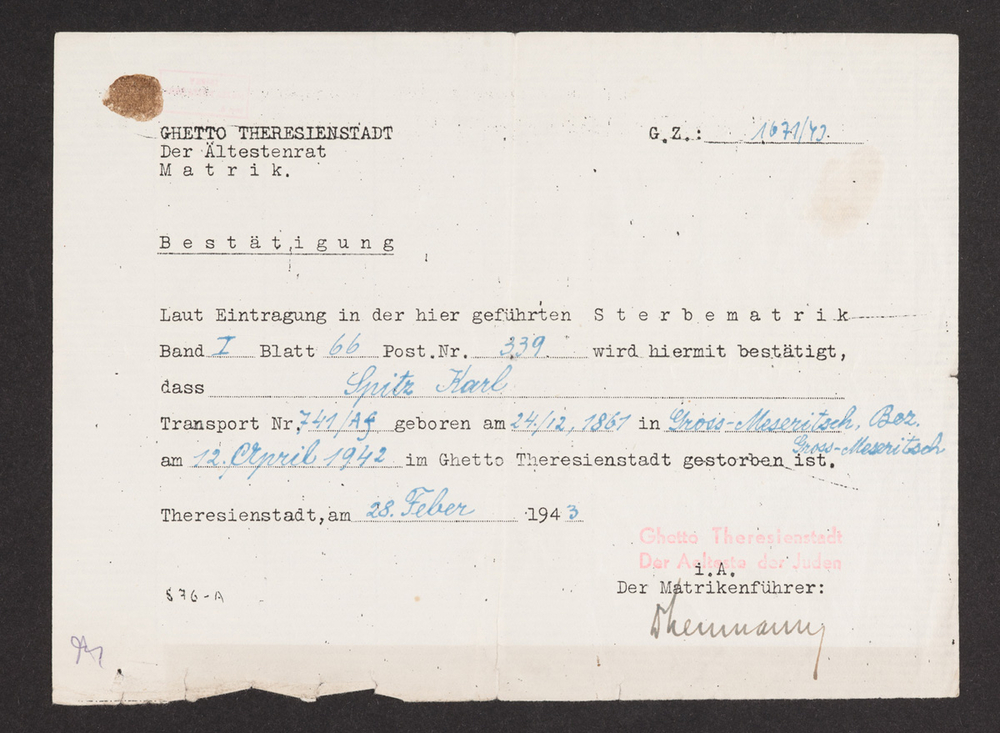 GHETTO THERESIENSTADT G.Z.: 1671/43.
Der Ältestenrat
Matrik.
Bestätigung
Laut Eintragung in der hier geführten Sterbematrik
Band I Blatt 66 Post.Nr. 339 wird hiermit bestätigt,
dass Spitz Karl
Transport Nr. 741/Ag geboren am 24./12. 1861 in Gross-Meseritsch, Bez.
Gross-Meseritsch
am 12. April 1942 im Ghetto Theresienstadt gestorben ist.
Theresienstadt, am 28. Feber 1943
Ghetto Theresienstadt
Der Aelteste der Juden
i.A.
Der Matrikenführer:
576-A